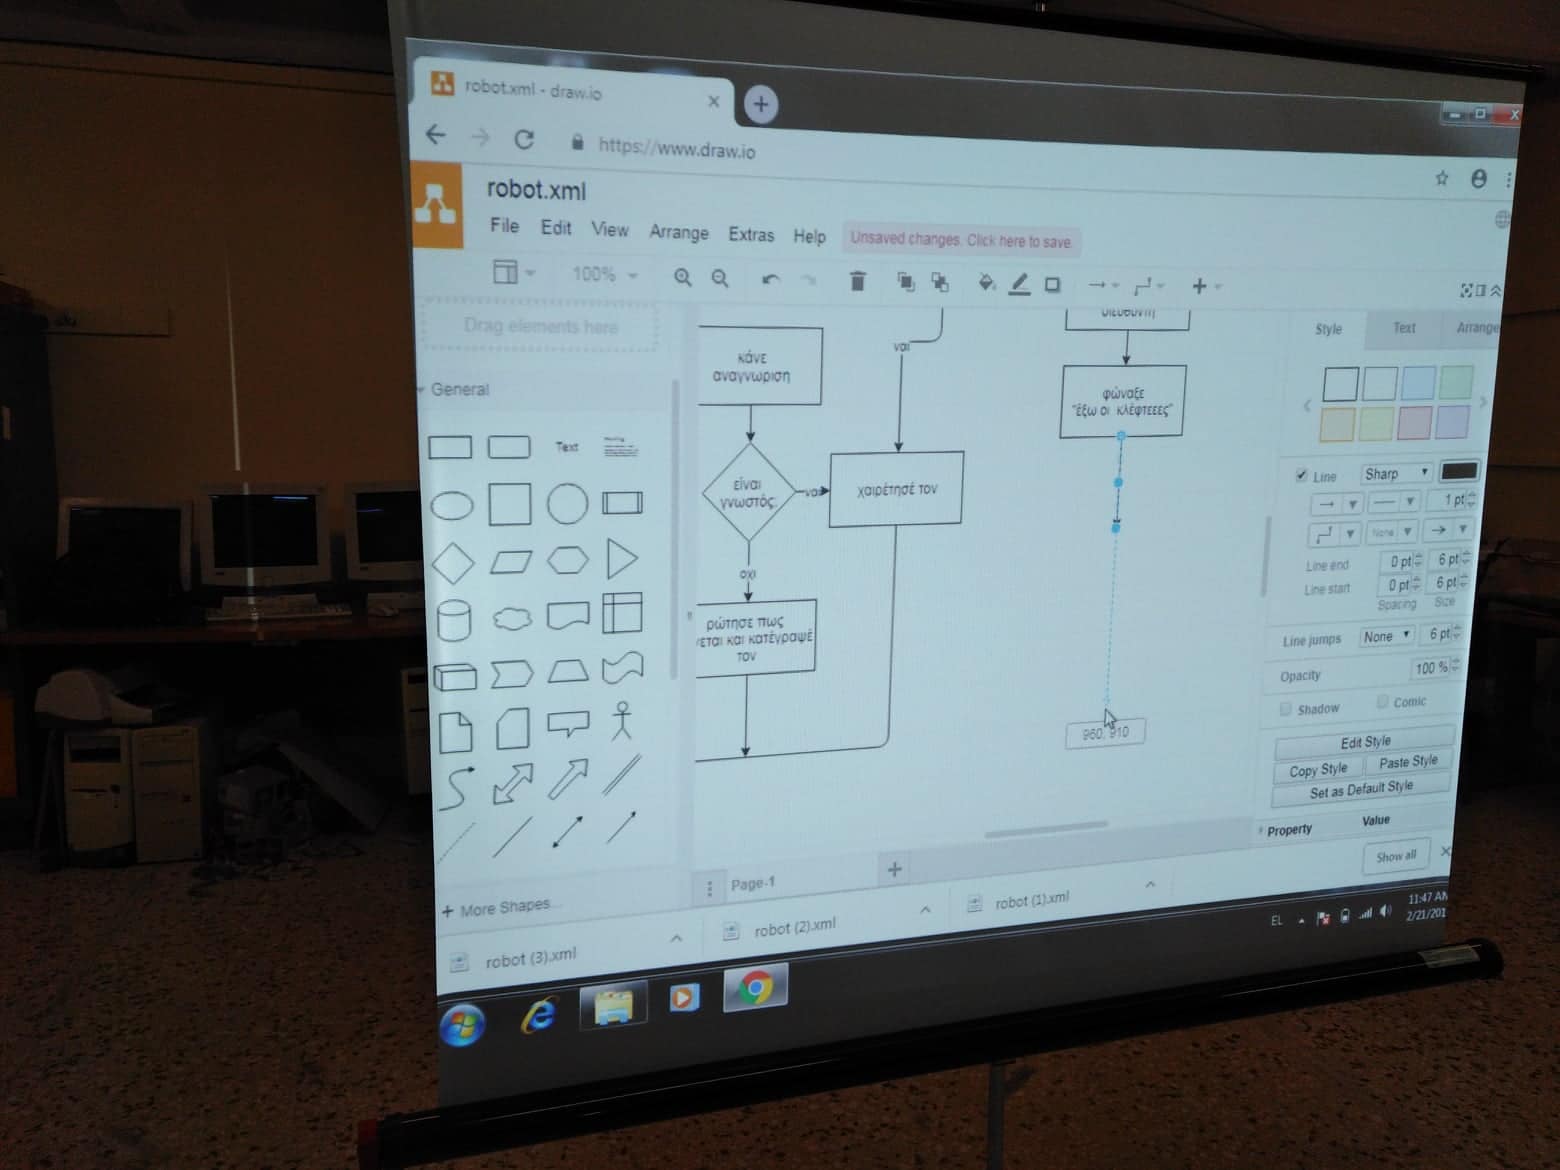 robot.xml - draw.io
https://www.draw.io
robot.xml
File Edit View Arrange Extras Help Unsaved changes. Click here to save.
100%
Drag elements here
General
Text
More Shapes...
κάνε
αναγνωριση
είναι
γνωστός;
ναι
οχι
ρώτησε πως
εται και κατέγραψέ
τον
ναι
χαιρέτησέ τον
διευθυντή
φώναξε
"έξω οι κλέφτεεες"
960, 910
Style Text Arrange
Line Sharp
1 pt
None
Line end 0 pt 6 pt
Line start 0 pt 6 pt
Spacing Size
Line jumps None 6 pt
Opacity 100 %
Shadow Comic
Edit Style
Copy Style Paste Style
Set as Default Style
Property Value
Page-1
Show all
robot (3).xml
robot (2).xml
robot (1).xml
EL
11:47 AM
2/21/201